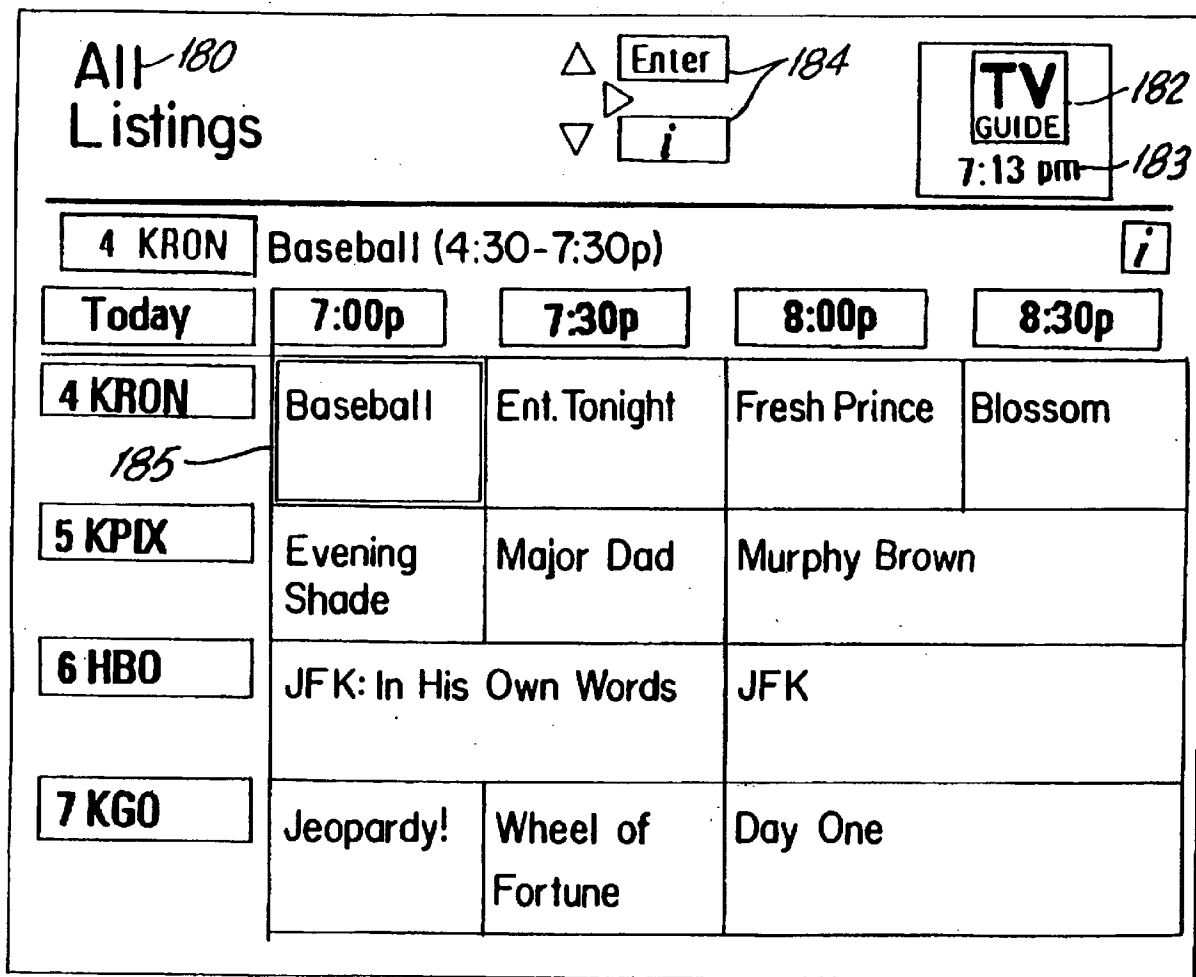 All 180
Listings
Enter 184
i
TV 182
GUIDE
7:13 pm 183
4 KRON Baseball (4:30-7:30p) i
Today 7:00p 7:30p 8:00p 8:30p
4 KRON Baseball Ent. Tonight Fresh Prince Blossom
185
5 KPIX Evening Shade Major Dad Murphy Brown
6 HBO JFK: In His Own Words JFK
7 KGO Jeopardy! Wheel of Fortune Day One